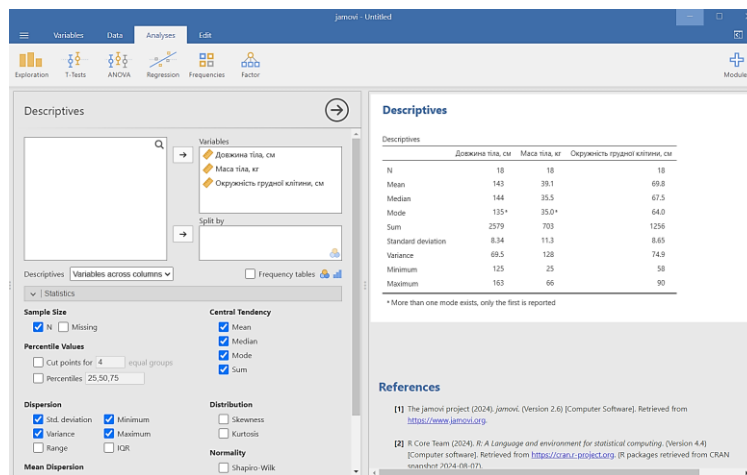 jamovi - Untitled
Variables Data Analyses Edit
Exploration T-Tests ANOVA Regression Frequencies Factor Module
Descriptives
Variables
Довжина тіла, см
Маса тіла, кг
Окружність грудної клітини, см
Split by
Descriptives Variables across columns Frequency tables
Statistics
Sample Size
N Missing
Percentile Values
Cut points for 4 equal groups
Percentiles 25,50,75
Dispersion
Std. deviation Minimum
Variance Maximum
Range IQR
Mean Dispersion
Central Tendency
Mean
Median
Mode
Sum
Distribution
Skewness
Kurtosis
Normality
Shapiro-Wilk
Descriptives
Descriptives
Довжина тіла, см Маса тіла, кг Окружність грудної клітини, см
N 18 18 18
Mean 143 39.1 69.8
Median 144 35.5 67.5
Mode 135* 35.0* 64.0
Sum 2579 703 1256
Standard deviation 8.34 11.3 8.65
Variance 69.5 128 74.9
Minimum 125 25 58
Maximum 163 66 90
* More than one mode exists, only the first is reported
References
[1] The jamovi project (2024). jamovi. (Version 2.6) [Computer Software]. Retrieved from
https://www.jamovi.org.
[2] R Core Team (2024). R: A Language and environment for statistical computing. (Version 4.4)
[Computer software]. Retrieved from https://cran.r-project.org. (R packages retrieved from CRAN
snapshot 2024-08-07).